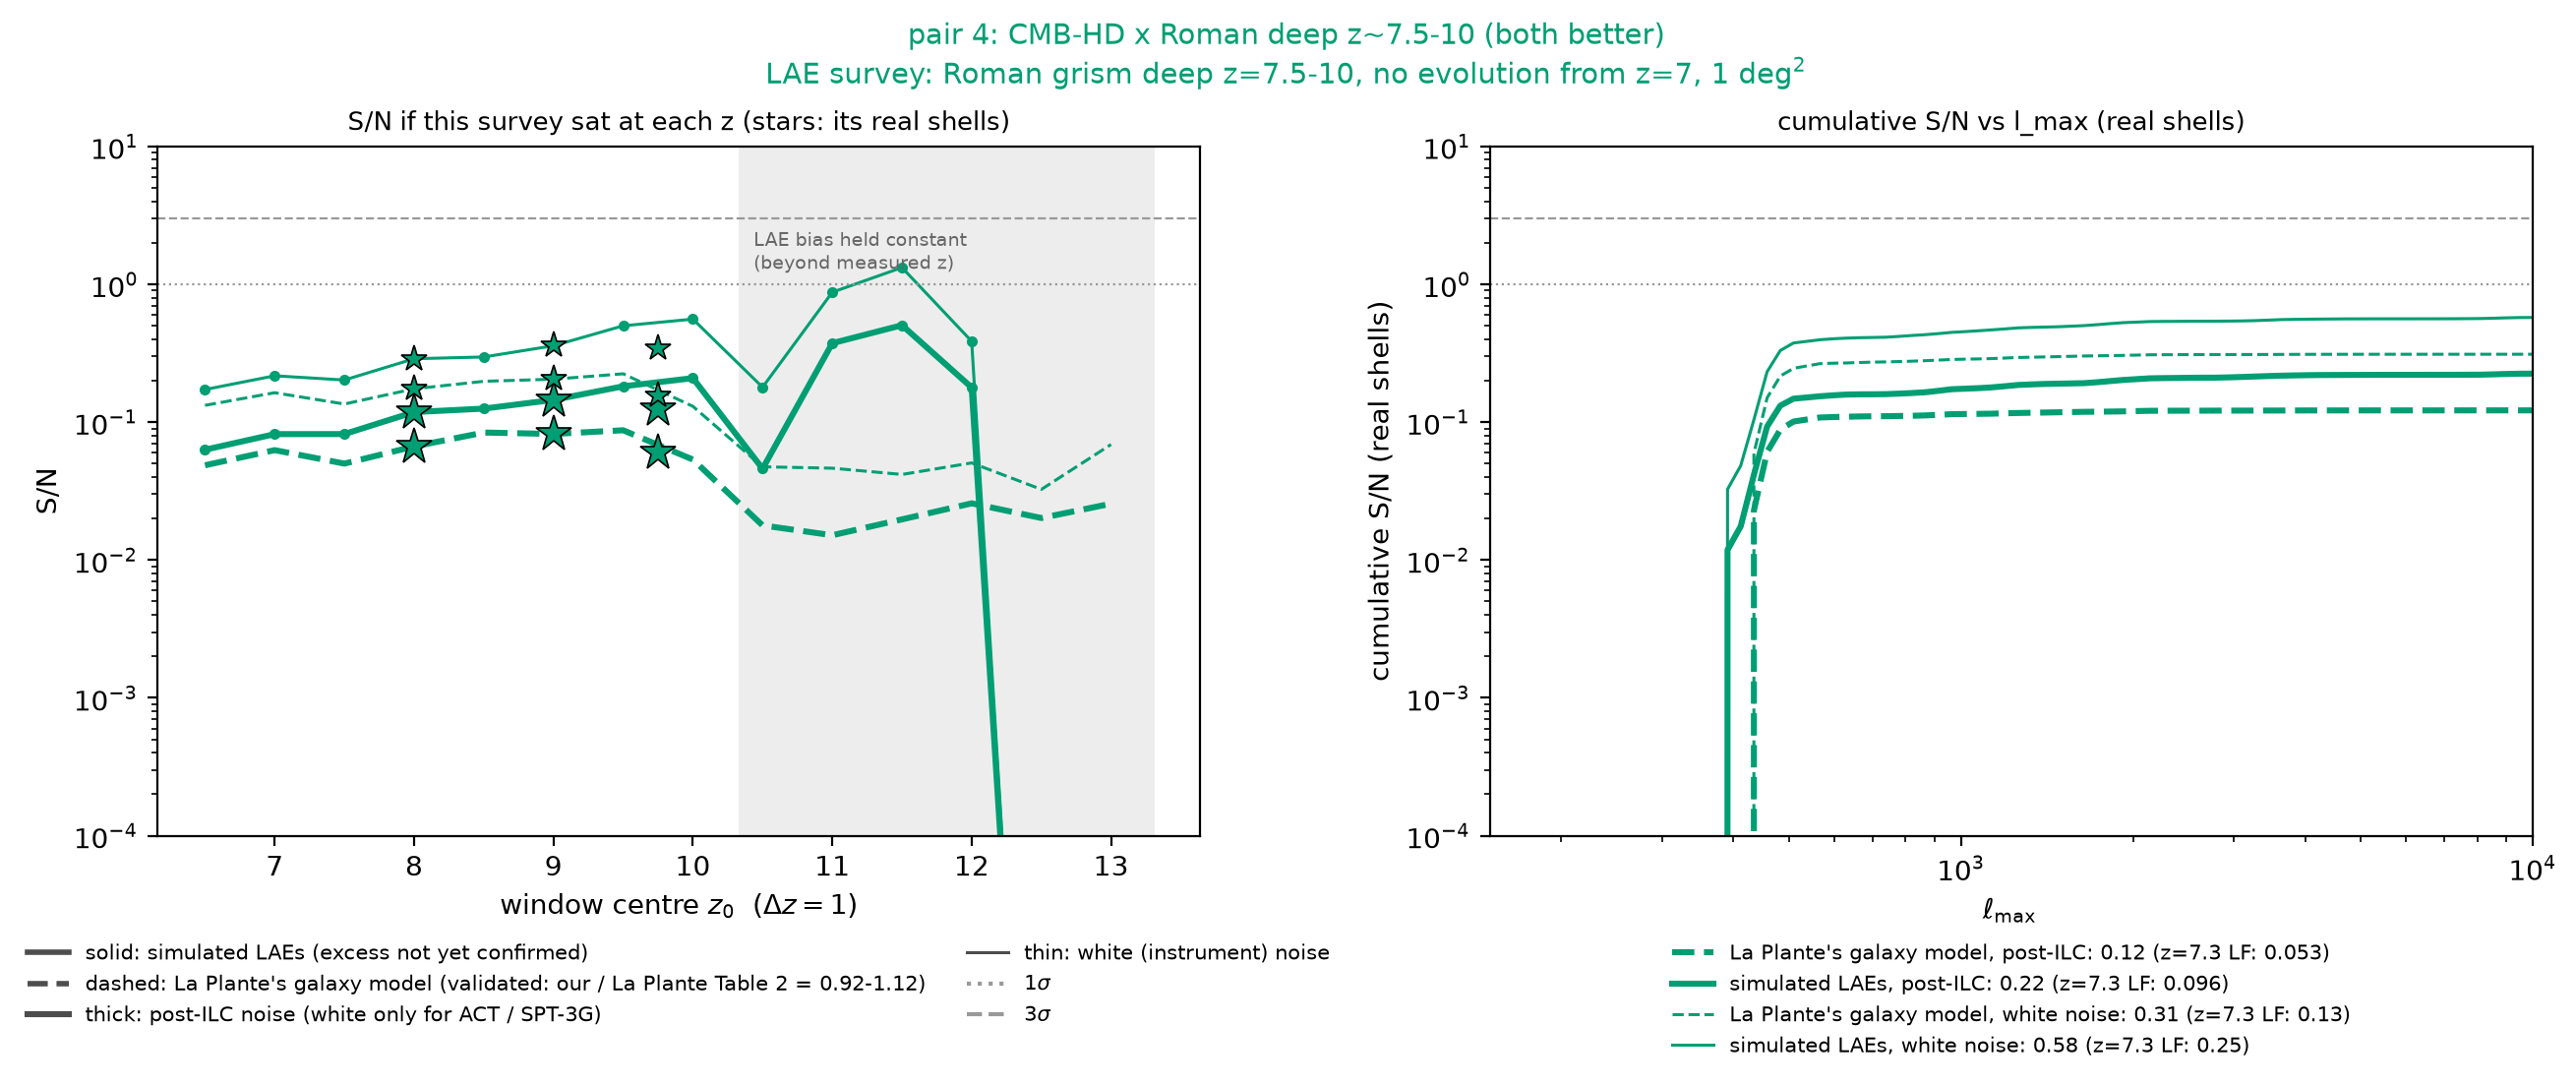 pair 4: CMB-HD x Roman deep z~7.5-10 (both better)
LAE survey: Roman grism deep z=7.5-10, no evolution from z=7, 1 deg²
S/N if this survey sat at each z (stars: its real shells)
10¹
10⁰
10⁻¹
10⁻²
10⁻³
10⁻⁴
S/N
LAE bias held constant
(beyond measured z)
7 8 9 10 11 12 13
window centre z₀ (Δz = 1)
cumulative S/N vs l_max (real shells)
10¹
10⁰
10⁻¹
10⁻²
10⁻³
10⁻⁴
cumulative S/N (real shells)
10³ 10⁴
ℓmax
solid: simulated LAEs (excess not yet confirmed)
dashed: La Plante's galaxy model (validated: our / La Plante Table 2 = 0.92-1.12)
thick: post-ILC noise (white only for ACT / SPT-3G)
thin: white (instrument) noise
1σ
3σ
La Plante's galaxy model, post-ILC: 0.12 (z=7.3 LF: 0.053)
simulated LAEs, post-ILC: 0.22 (z=7.3 LF: 0.096)
La Plante's galaxy model, white noise: 0.31 (z=7.3 LF: 0.13)
simulated LAEs, white noise: 0.58 (z=7.3 LF: 0.25)